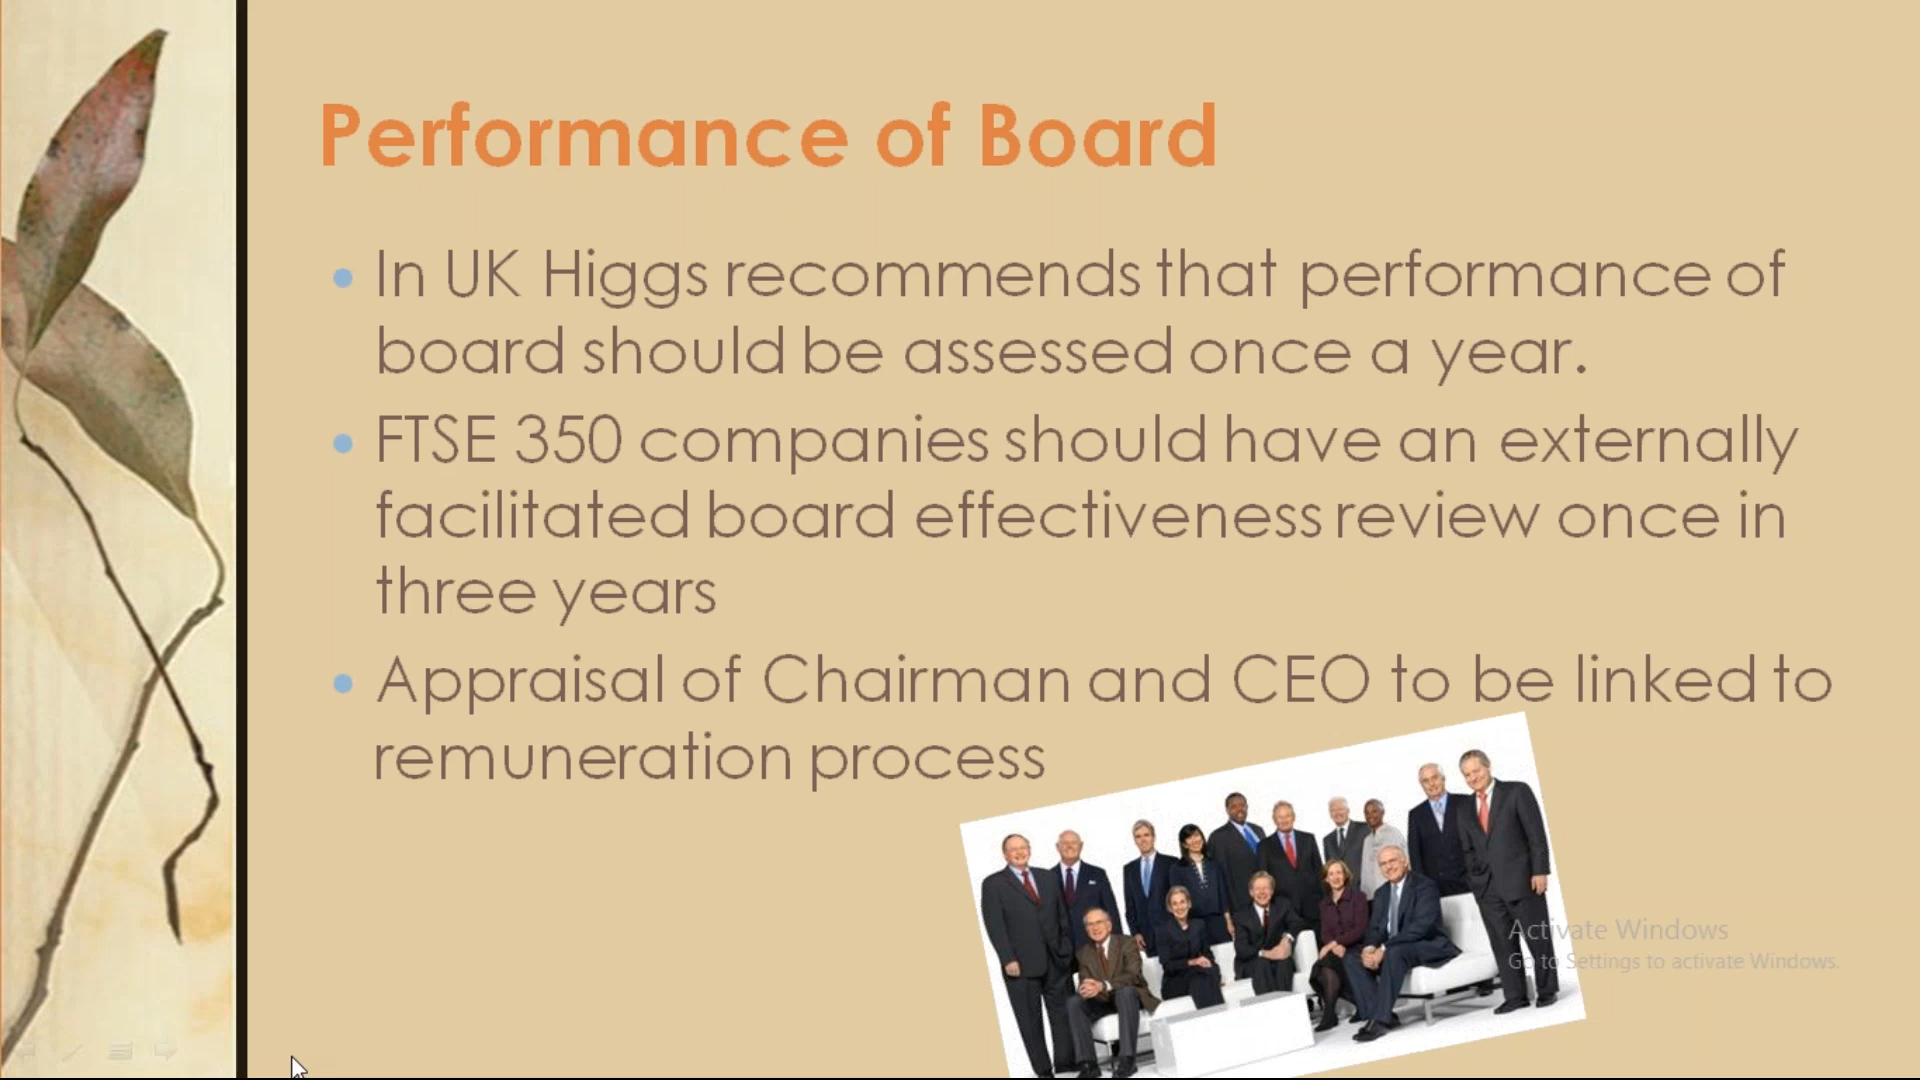 Performance of Board
• In UK Higgs recommends that performance of
board should be assessed once a year.
• FTSE 350 companies should have an externally
facilitated board effectiveness review once in
three years
• Appraisal of Chairman and CEO to be linked to
remuneration process
Activate Windows
Go to Settings to activate Windows.